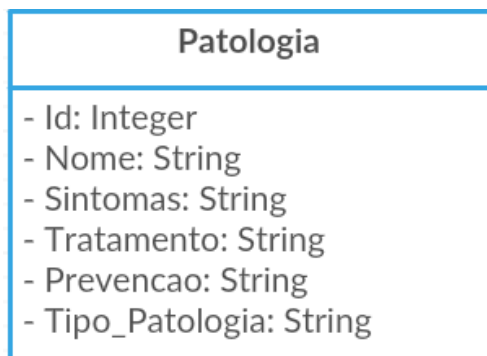 Patologia
- Id: Integer
- Nome: String
- Sintomas: String
- Tratamento: String
- Prevencao: String
- Tipo_Patologia: String